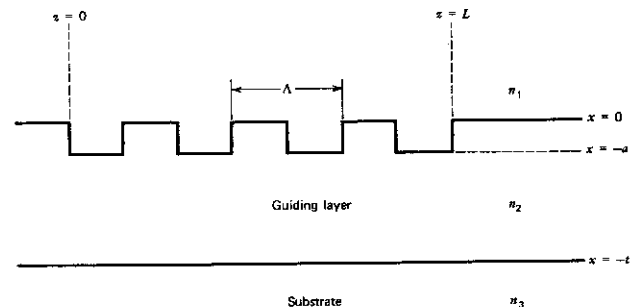 z = 0
z = L
Λ
n1
x = 0
x = −a
Guiding layer
n2
x = −t
Substrate
n3